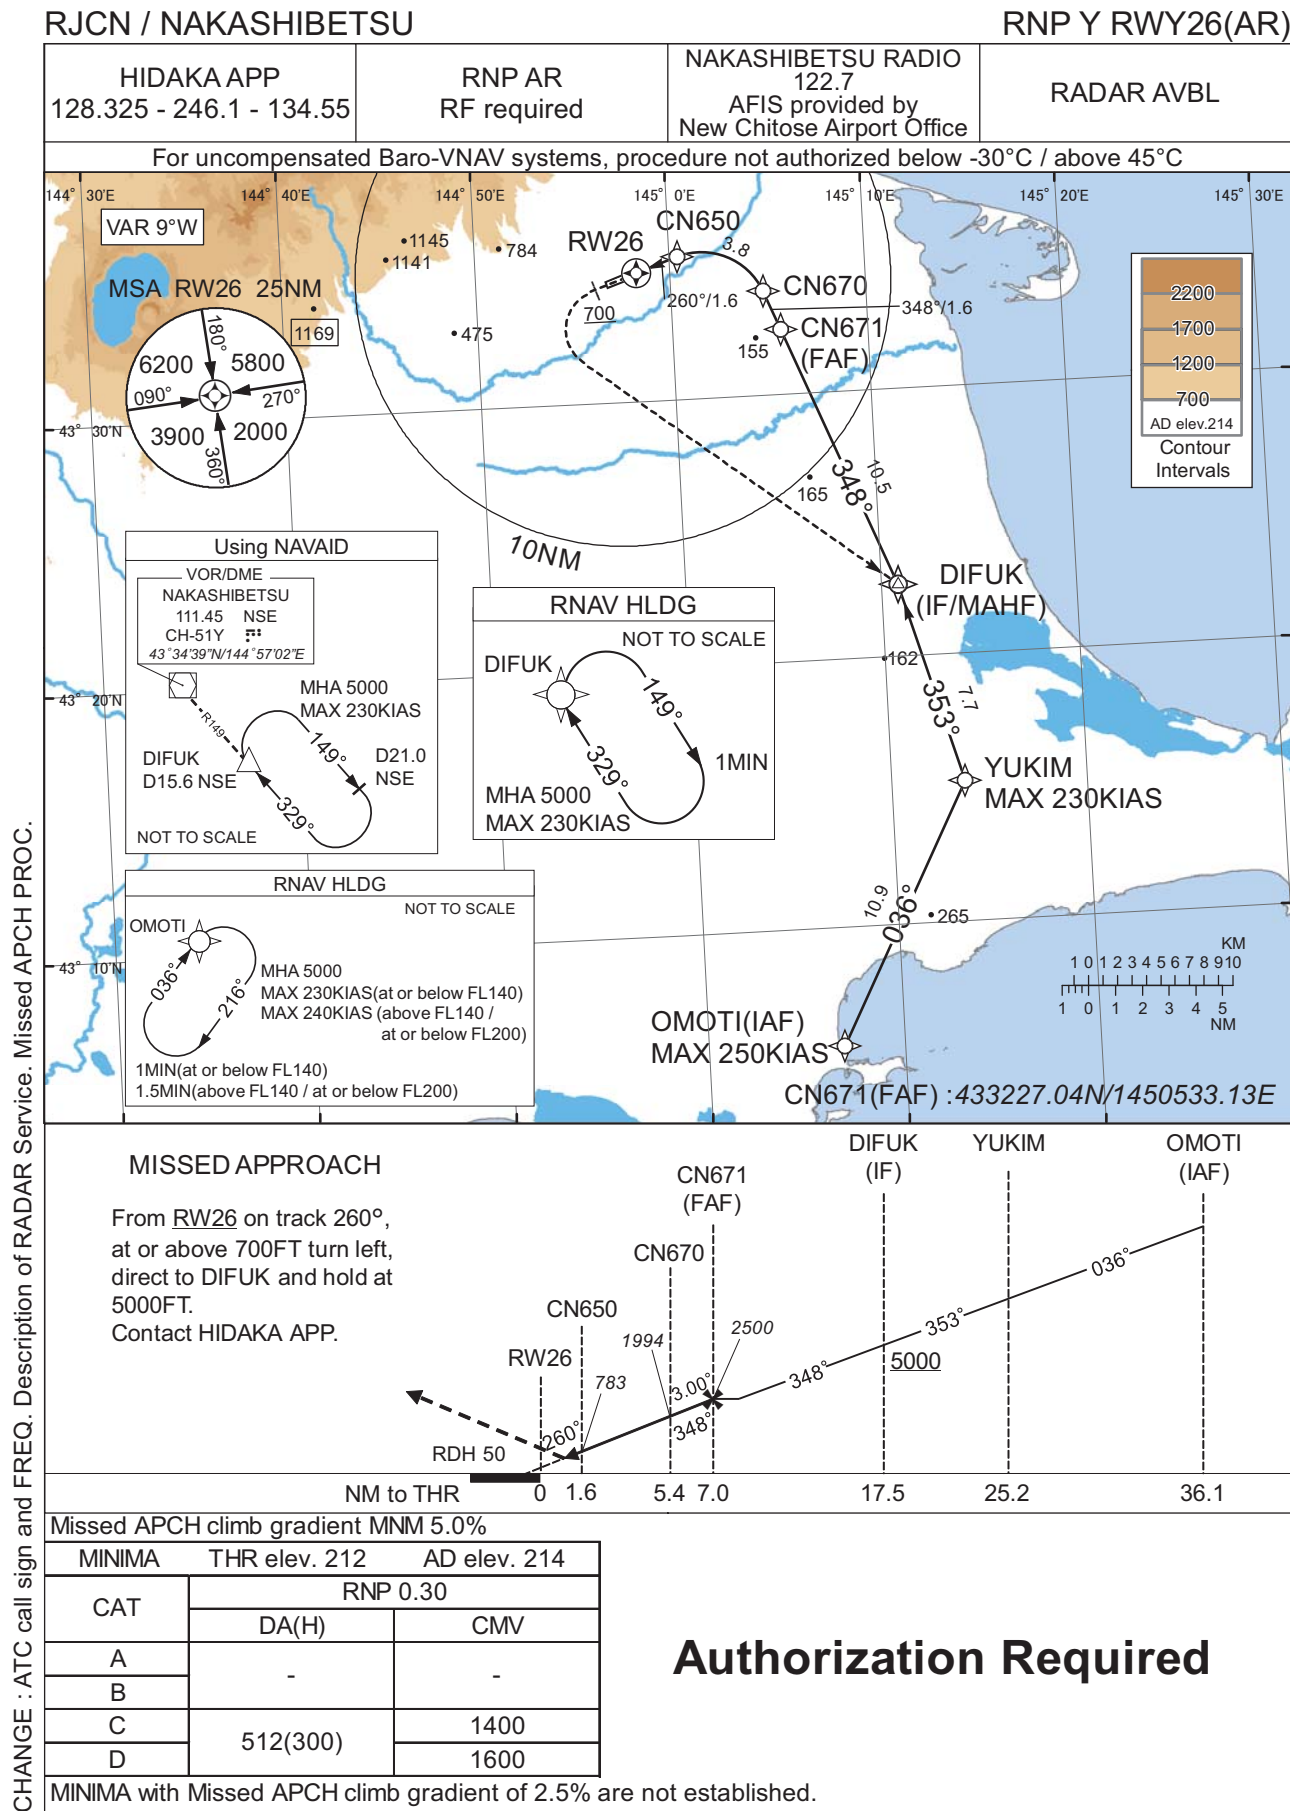 RJCN / NAKASHIBETSU
RNP Y RWY26(AR)
HIDAKA APP
128.325 - 246.1 - 134.55
RNP AR
RF required
NAKASHIBETSU RADIO
122.7
AFIS provided by
New Chitose Airport Office
RADAR AVBL
For uncompensated Baro-VNAV systems, procedure not authorized below -30°C / above 45°C
144° 30'E
144° 40'E
144° 50'E
145° 0'E
145° 10'E
145° 20'E
145° 30'E
VAR 9°W
1145
1141
784
RW26
CN650
3.8
CN670
MSA RW26 25NM
1169
475
700
260°/1.6
348°/1.6
CN671
(FAF)
155
180°
6200
5800
090°
270°
3900
2000
360°
2200
1700
1200
700
AD elev.214
Contour
Intervals
43° 30'N
348°
10.5
165
10NM
Using NAVAID
VOR/DME
NAKASHIBETSU
111.45 NSE
CH-51Y
43°34'39"N/144°57'02"E
R149
MHA 5000
MAX 230KIAS
149°
329°
DIFUK
D15.6 NSE
D21.0
NSE
NOT TO SCALE
RNAV HLDG
NOT TO SCALE
DIFUK
149°
329°
1MIN
MHA 5000
MAX 230KIAS
DIFUK
(IF/MAHF)
162
353°
7.7
43° 20'N
YUKIM
MAX 230KIAS
RNAV HLDG
NOT TO SCALE
OMOTI
036°
216°
MHA 5000
MAX 230KIAS(at or below FL140)
MAX 240KIAS (above FL140 /
at or below FL200)
1MIN(at or below FL140)
1.5MIN(above FL140 / at or below FL200)
43° 10'N
10.9
036°
265
KM
1 0 1 2 3 4 5 6 7 8 9 10
1 0 1 2 3 4 5
NM
OMOTI(IAF)
MAX 250KIAS
CN671(FAF) :433227.04N/1450533.13E
MISSED APPROACH
From RW26 on track 260°,
at or above 700FT turn left,
direct to DIFUK and hold at
5000FT.
Contact HIDAKA APP.
RW26
CN650
CN670
CN671
(FAF)
DIFUK
(IF)
YUKIM
OMOTI
(IAF)
036°
353°
348°
5000
2500
1994
783
3.00°
348°
260°
RDH 50
NM to THR 0 1.6 5.4 7.0 17.5 25.2 36.1
Missed APCH climb gradient MNM 5.0%
MINIMA THR elev. 212 AD elev. 214
CAT
RNP 0.30
DA(H) CMV
A
B
- -
C
D
512(300)
1400
1600
MINIMA with Missed APCH climb gradient of 2.5% are not established.
Authorization Required
CHANGE : ATC call sign and FREQ. Description of RADAR Service. Missed APCH PROC.